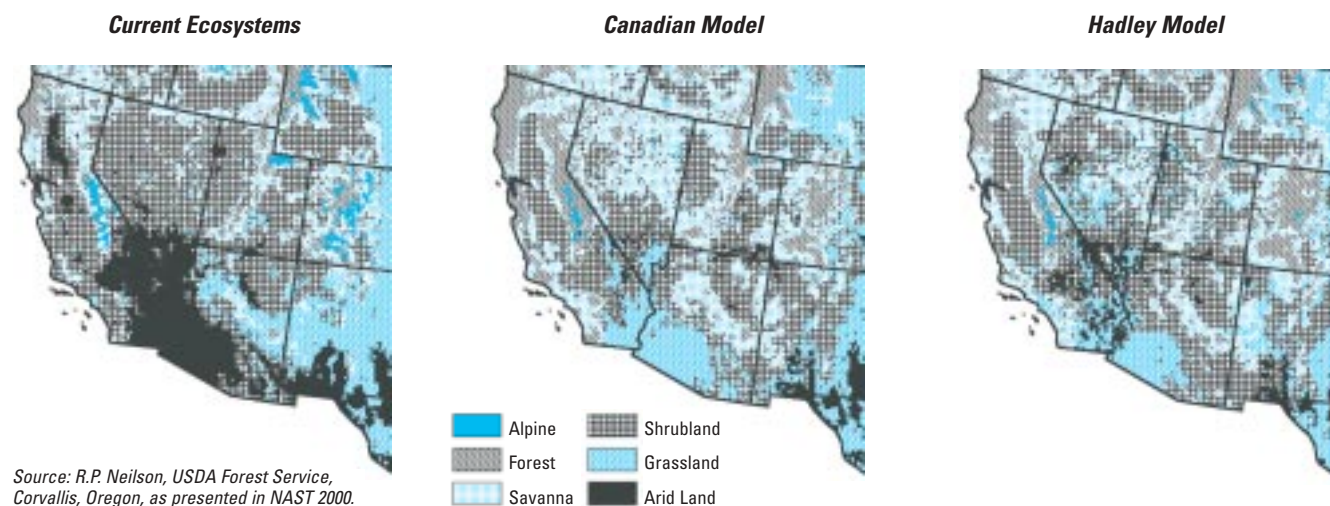 Current Ecosystems
Canadian Model
Hadley Model
Alpine
Shrubland
Forest
Grassland
Savanna
Arid Land
Source: R.P. Neilson, USDA Forest Service,
Corvallis, Oregon, as presented in NAST 2000.